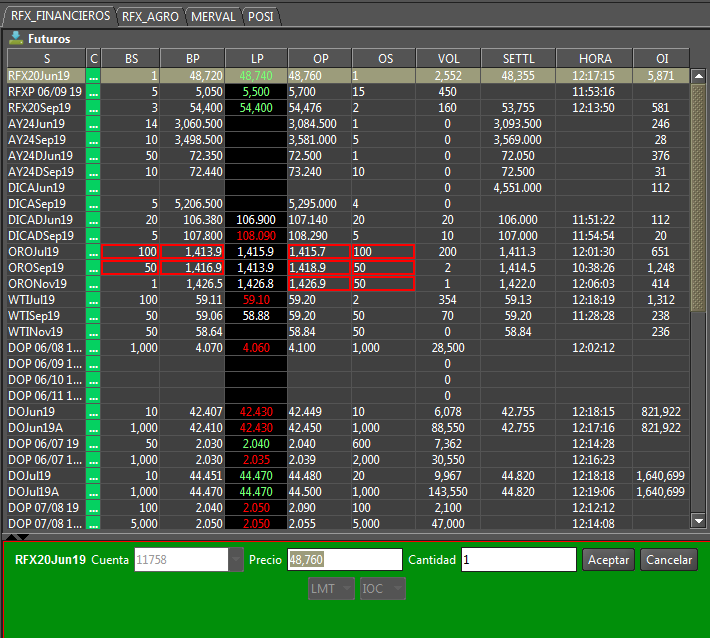 RFX_FINANCIEROS RFX_AGRO MERVAL POSI
Futuros
S C BS BP LP OP OS VOL SETTL HORA OI
RFX20Jun19 ... 1 48,720 48,740 48,760 1 2,552 48,355 12:17:15 5,871
RFXP 06/09 19 ... 5 5,050 5,500 5,700 15 450 11:53:16
RFX20Sep19 ... 3 54,400 54,400 54,476 2 160 53,755 12:13:50 581
AY24Jun19 ... 14 3,060.500 3,084.500 1 0 3,093.500 246
AY24Sep19 ... 10 3,498.500 3,581.000 5 0 3,569.000 28
AY24DJun19 ... 50 72.350 72.500 1 0 72.050 376
AY24DSep19 ... 10 72.440 73.240 10 0 72.500 31
DICAJun19 ... 0 4,551.000 112
DICASep19 ... 5 5,206.500 5,295.000 4 0
DICADJun19 ... 20 106.380 106.900 107.140 20 20 106.000 11:51:22 112
DICADSep19 ... 5 107.800 108.090 108.290 5 10 107.000 11:54:54 20
OROJul19 ... 100 1,413.9 1,415.9 1,415.7 100 200 1,411.3 12:01:30 651
OROSep19 ... 50 1,416.9 1,413.9 1,418.9 50 2 1,414.5 10:38:26 1,248
ORONov19 ... 1 1,426.5 1,426.8 1,426.9 50 1 1,422.0 12:06:03 414
WTIJul19 ... 100 59.11 59.10 59.20 2 354 59.13 12:18:19 1,312
WTISep19 ... 50 59.06 58.88 59.20 50 70 59.20 11:28:28 238
WTINov19 ... 50 58.64 58.84 50 0 58.84 236
DOP 06/08 1... ... 1,000 4.070 4.060 4.100 1,000 28,500 12:02:12
DOP 06/09 1... ... 0
DOP 06/10 1... ... 0
DOP 06/11 1... ... 0
DOJun19 ... 10 42.407 42.430 42.449 10 6,078 42.755 12:18:15 821,922
DOJun19A ... 1,000 42.410 42.430 42.450 1,000 88,550 42.755 12:17:16 821,922
DOP 06/07 19 ... 50 2.030 2.040 2.040 600 7,362 12:14:28
DOP 06/07 1... ... 1,000 2.030 2.035 2.039 2,000 30,550 12:16:23
DOJul19 ... 10 44.451 44.470 44.480 20 9,967 44.820 12:18:18 1,640,699
DOJul19A ... 1,000 44.470 44.470 44.500 1,000 143,550 44.820 12:19:06 1,640,699
DOP 07/08 19 ... 100 2.040 2.050 2.090 100 2,100 12:12:12
DOP 07/08 1... ... 5,000 2.050 2.050 2.055 5,000 47,000 12:14:08
RFX20Jun19 Cuenta 11758 Precio 48,760 Cantidad 1 Aceptar Cancelar
LMT IOC